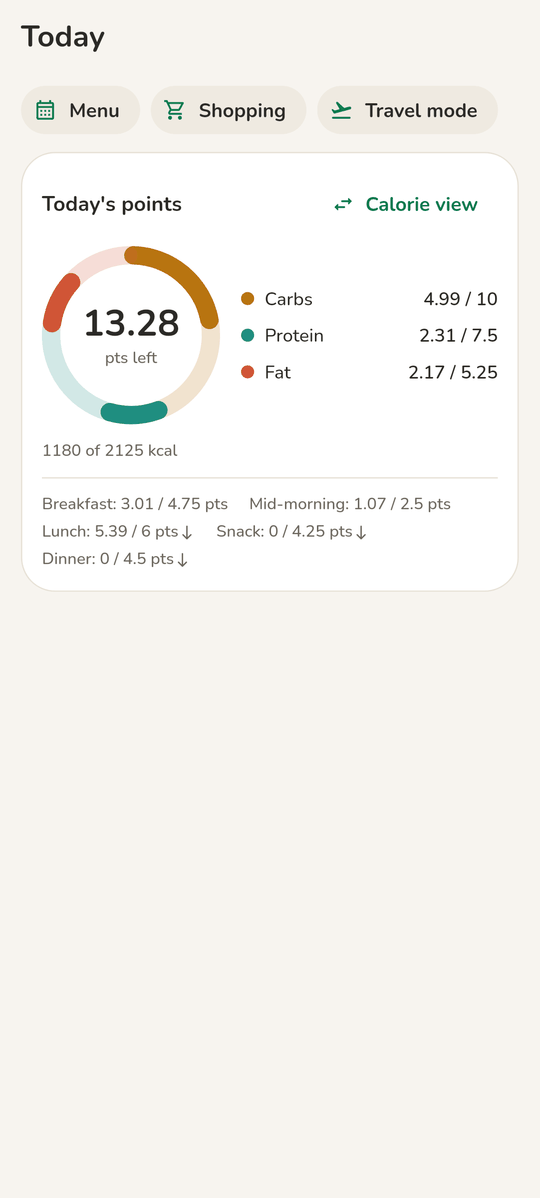 Today
Menu
Shopping
Travel mode
Today's points
Calorie view
13.28
pts left
Carbs 4.99 / 10
Protein 2.31 / 7.5
Fat 2.17 / 5.25
1180 of 2125 kcal
Breakfast: 3.01 / 4.75 pts Mid-morning: 1.07 / 2.5 pts
Lunch: 5.39 / 6 pts↓ Snack: 0 / 4.25 pts↓
Dinner: 0 / 4.5 pts↓